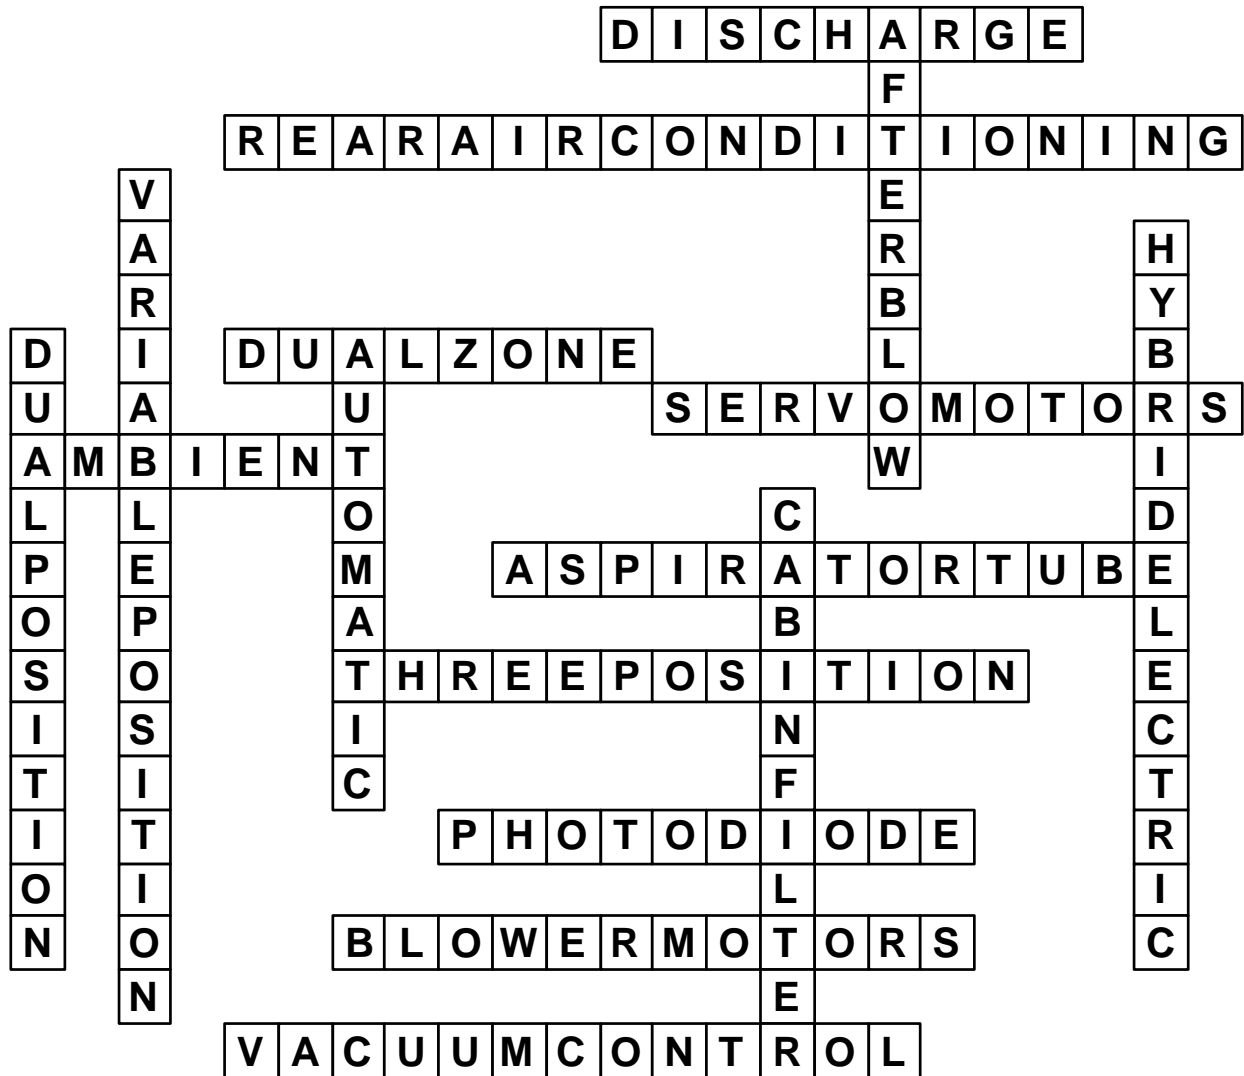 DISCHARGE
AFTERBLOW
REARAIRCONDITIONING
VARIABLEPOSITION
HYBRIDELECTRIC
DUALPOSITION
DUALZONE
AUTOMATIC
SERVOMOTORS
AMBIENT
CABINFILTER
ASPIRATORTUBE
THREEPOSITION
PHOTODIODE
BLOWERMOTORS
VACUUMCONTROL